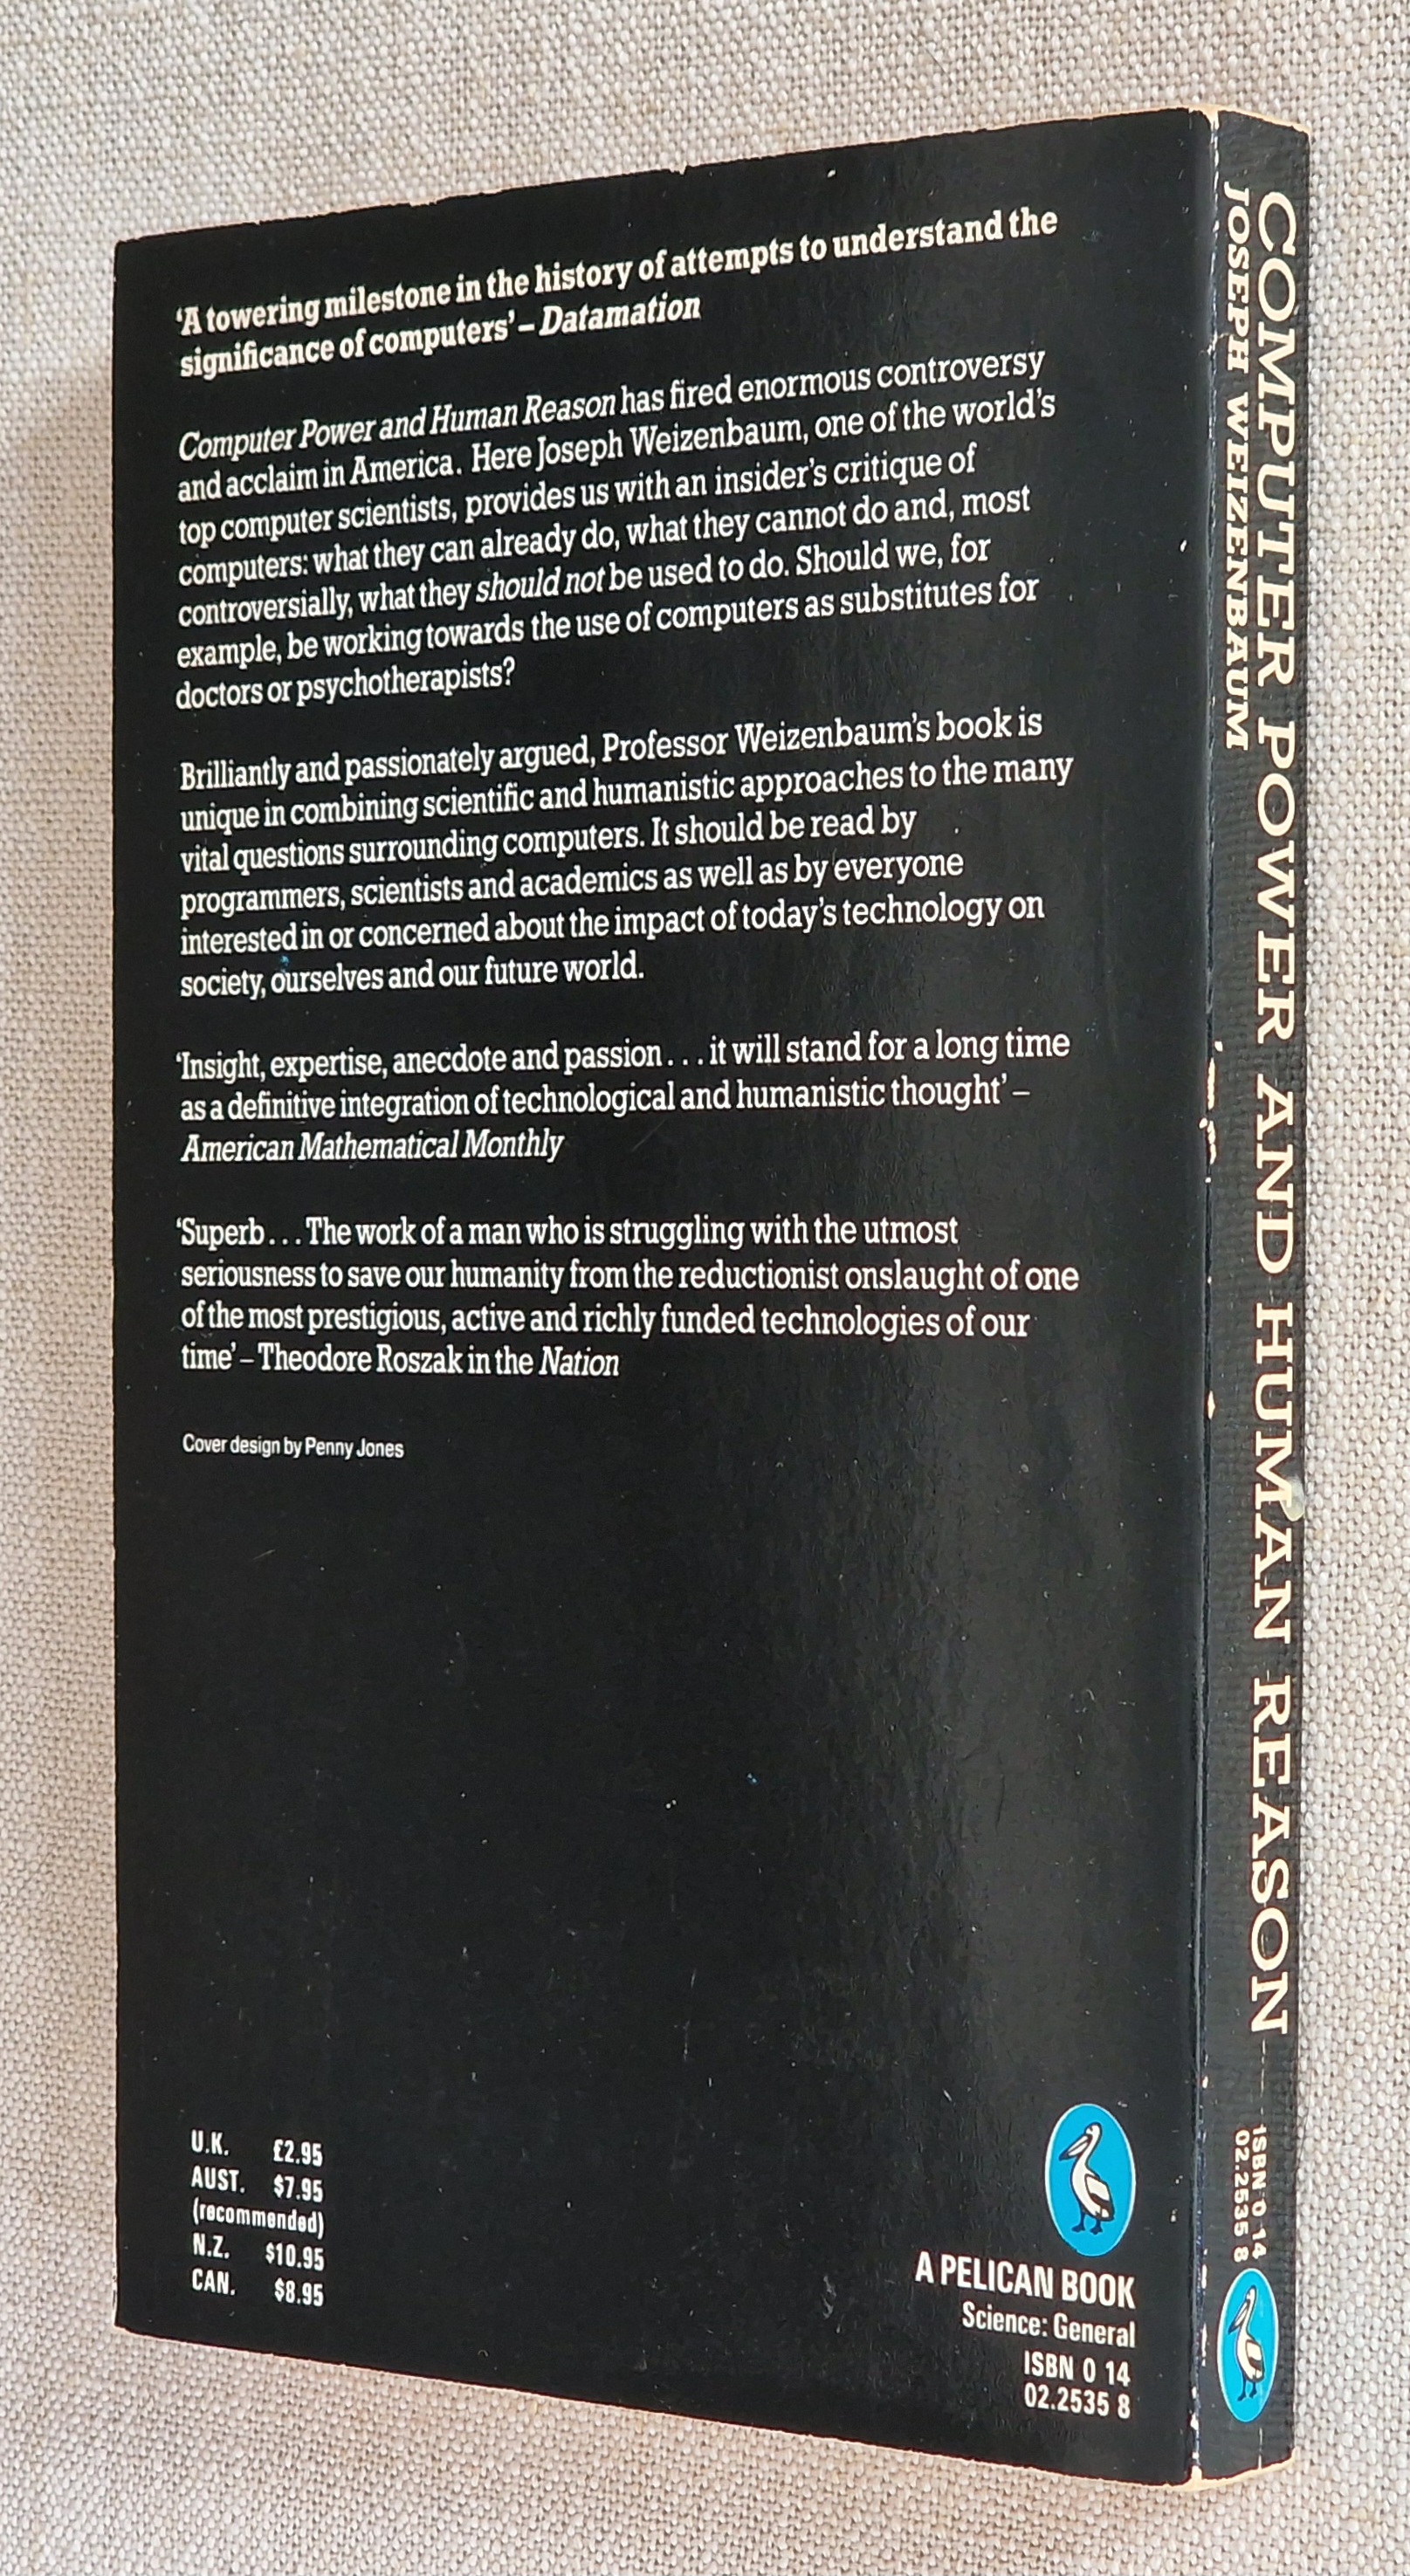 ‘A towering milestone in the history of attempts to understand the
significance of computers’ – Datamation
Computer Power and Human Reason has fired enormous controversy
and acclaim in America. Here Joseph Weizenbaum, one of the world’s
top computer scientists, provides us with an insider’s critique of
computers: what they can already do, what they cannot do and, most
controversially, what they should not be used to do. Should we, for
example, be working towards the use of computers as substitutes for
doctors or psychotherapists?
Brilliantly and passionately argued, Professor Weizenbaum’s book is
unique in combining scientific and humanistic approaches to the many
vital questions surrounding computers. It should be read by
programmers, scientists and academics as well as by everyone
interested in or concerned about the impact of today’s technology on
society, ourselves and our future world.
‘Insight, expertise, anecdote and passion . . . it will stand for a long time
as a definitive integration of technological and humanistic thought’ –
American Mathematical Monthly
‘Superb . . . The work of a man who is struggling with the utmost
seriousness to save our humanity from the reductionist onslaught of one
of the most prestigious, active and richly funded technologies of our
time’ – Theodore Roszak in the Nation
Cover design by Penny Jones
U.K. £2.95
AUST. $7.95
(recommended)
N.Z. $10.95
CAN. $8.95
A PELICAN BOOK
Science: General
ISBN 0 14
02.2535 8
COMPUTER POWER AND HUMAN REASON
JOSEPH WEIZENBAUM
ISBN 0 14
02.2535 8